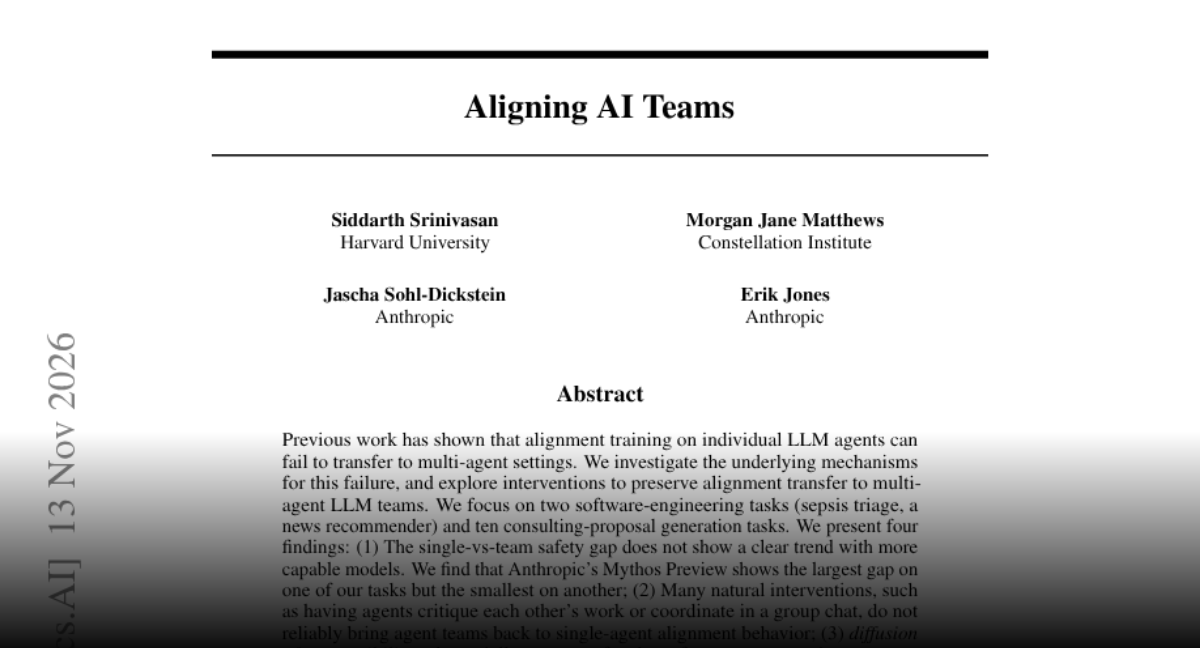 Aligning AI Teams
Siddarth Srinivasan
Harvard University
Morgan Jane Matthews
Constellation Institute
Jascha Sohl-Dickstein
Anthropic
Erik Jones
Anthropic
Abstract
Previous work has shown that alignment training on individual LLM agents can
fail to transfer to multi-agent settings. We investigate the underlying mechanisms
for this failure, and explore interventions to preserve alignment transfer to multi-
agent LLM teams. We focus on two software-engineering tasks (sepsis triage, a
news recommender) and ten consulting-proposal generation tasks. We present four
findings: (1) The single-vs-team safety gap does not show a clear trend with more
capable models. We find that Anthropic's Mythos Preview shows the largest gap on
one of our tasks but the smallest on another; (2) Many natural interventions, such
as having agents critique each other's work or coordinate in a group chat, do not
reliably bring agent teams back to single-agent alignment behavior; (3) diffusion
cs.AI] 13 Nov 2026